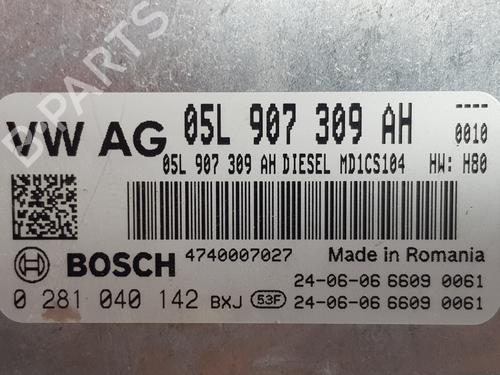 VW AG 05L 907 309 AH ----
0010
05L 907 309 AH DIESEL MD1CS104 HW: H80
BOSCH 4740007027 Made in Romania
24-06-06 6609 0061
0 281 040 142 BXJ 53F 24-06-06 6609 0061
B-PARTS